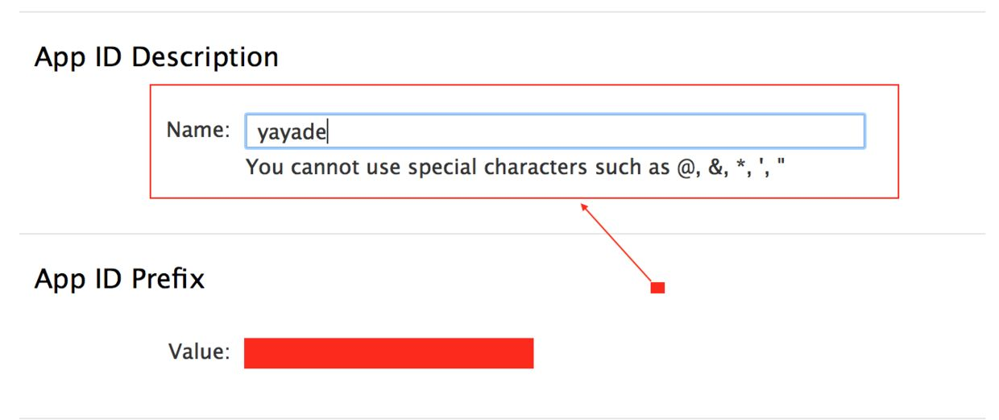 App ID Description
Name: yayade
You cannot use special characters such as @, &, *, ', "
App ID Prefix
Value: